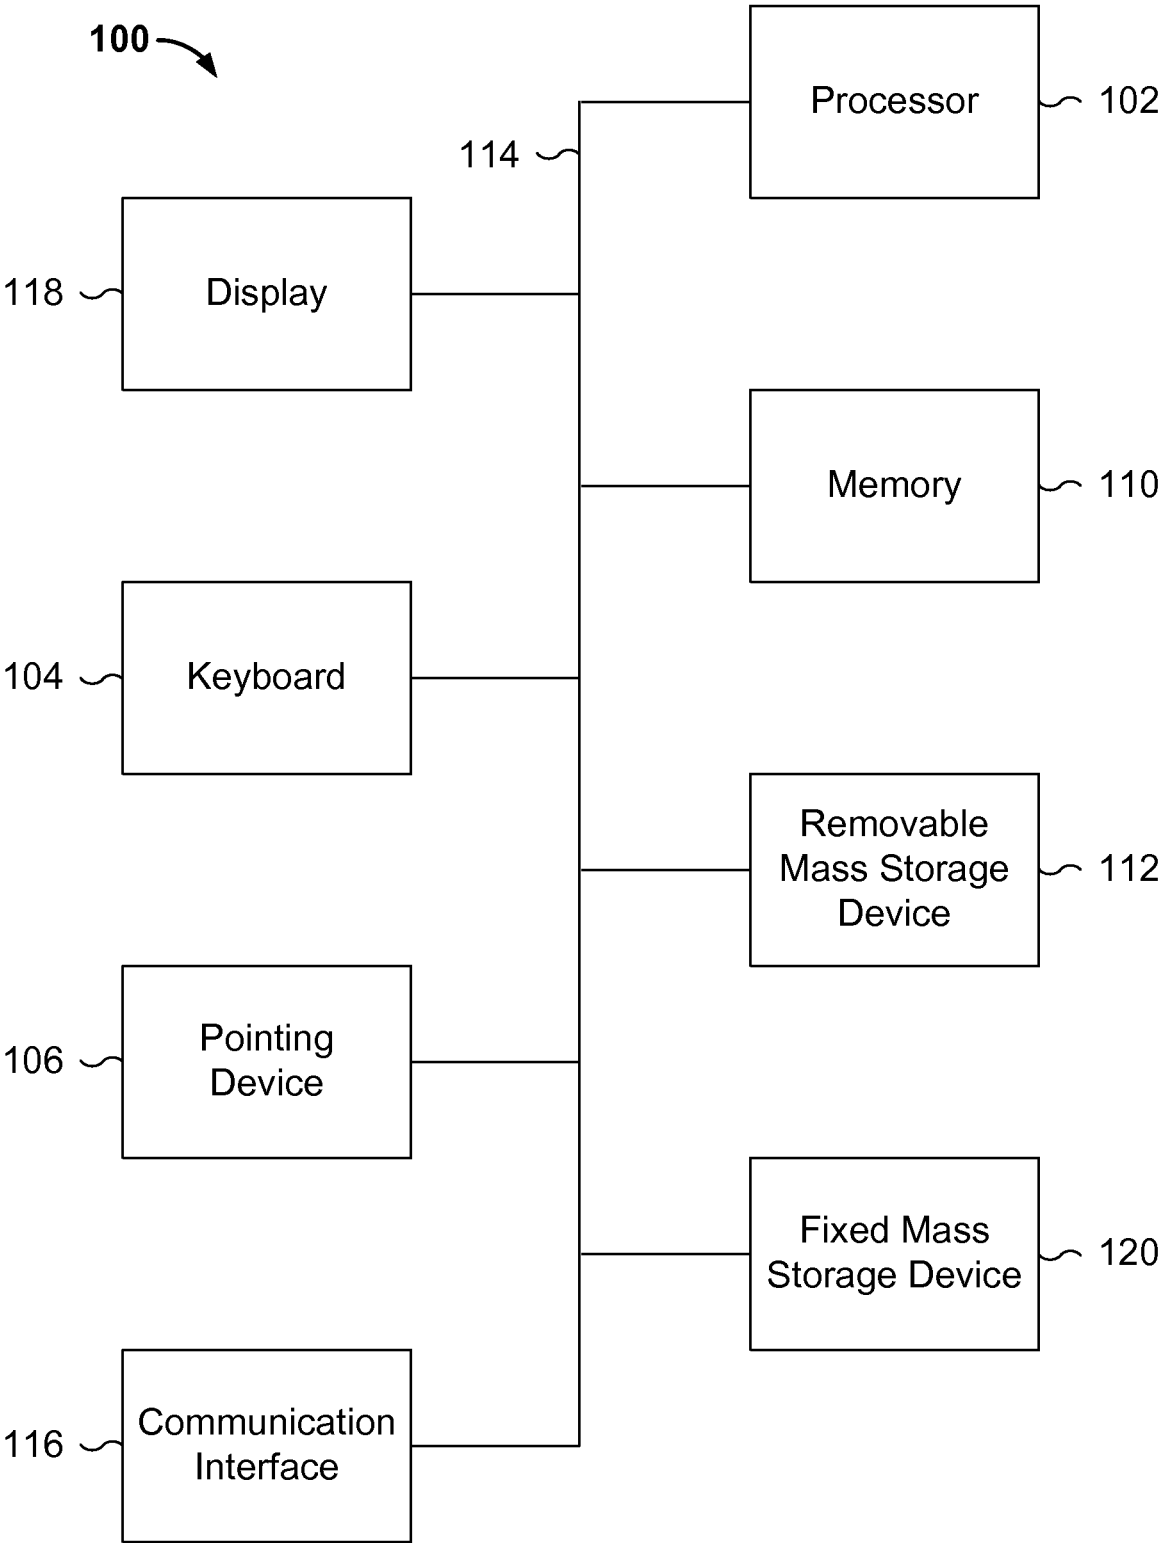 100
Processor
102
114
118
Display
Memory
110
104
Keyboard
Removable
Mass Storage
Device
112
106
Pointing
Device
Fixed Mass
Storage Device
120
116
Communication
Interface